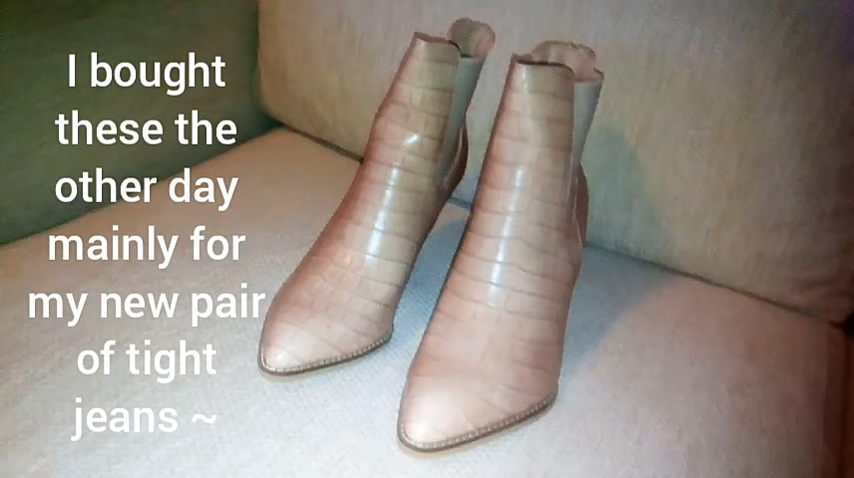 I bought
these the
other day
mainly for
my new pair
of tight
jeans ~